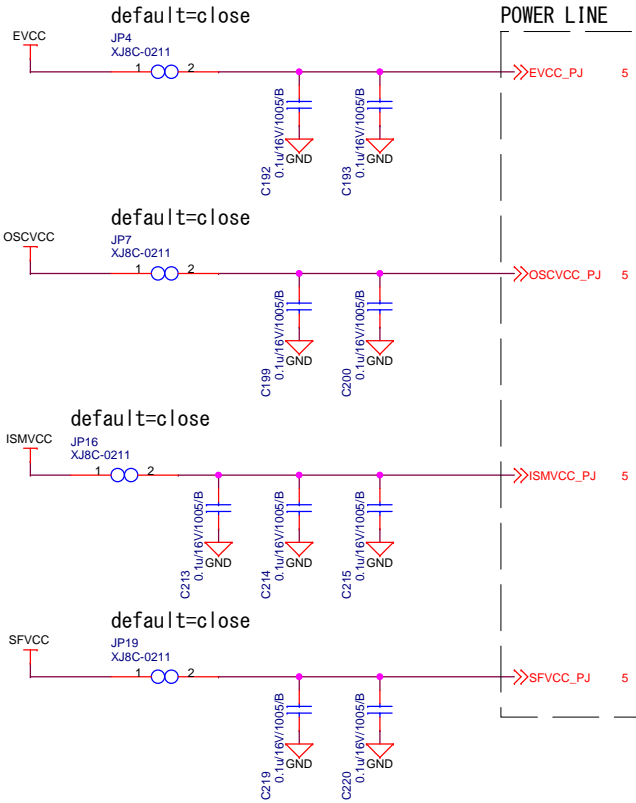 default=close
POWER LINE
EVCC
JP4
XJ8C-0211
1
2
EVCC_PJ
5
C192
0.1u/16V/1005/B
GND
C193
0.1u/16V/1005/B
GND
default=close
OSCVCC
JP7
XJ8C-0211
1
2
OSCVCC_PJ
5
C199
0.1u/16V/1005/B
GND
C200
0.1u/16V/1005/B
GND
default=close
ISMVCC
JP16
XJ8C-0211
1
2
ISMVCC_PJ
5
C213
0.1u/16V/1005/B
GND
C214
0.1u/16V/1005/B
GND
C215
0.1u/16V/1005/B
GND
default=close
SFVCC
JP19
XJ8C-0211
1
2
SFVCC_PJ
5
C219
0.1u/16V/1005/B
GND
C220
0.1u/16V/1005/B
GND